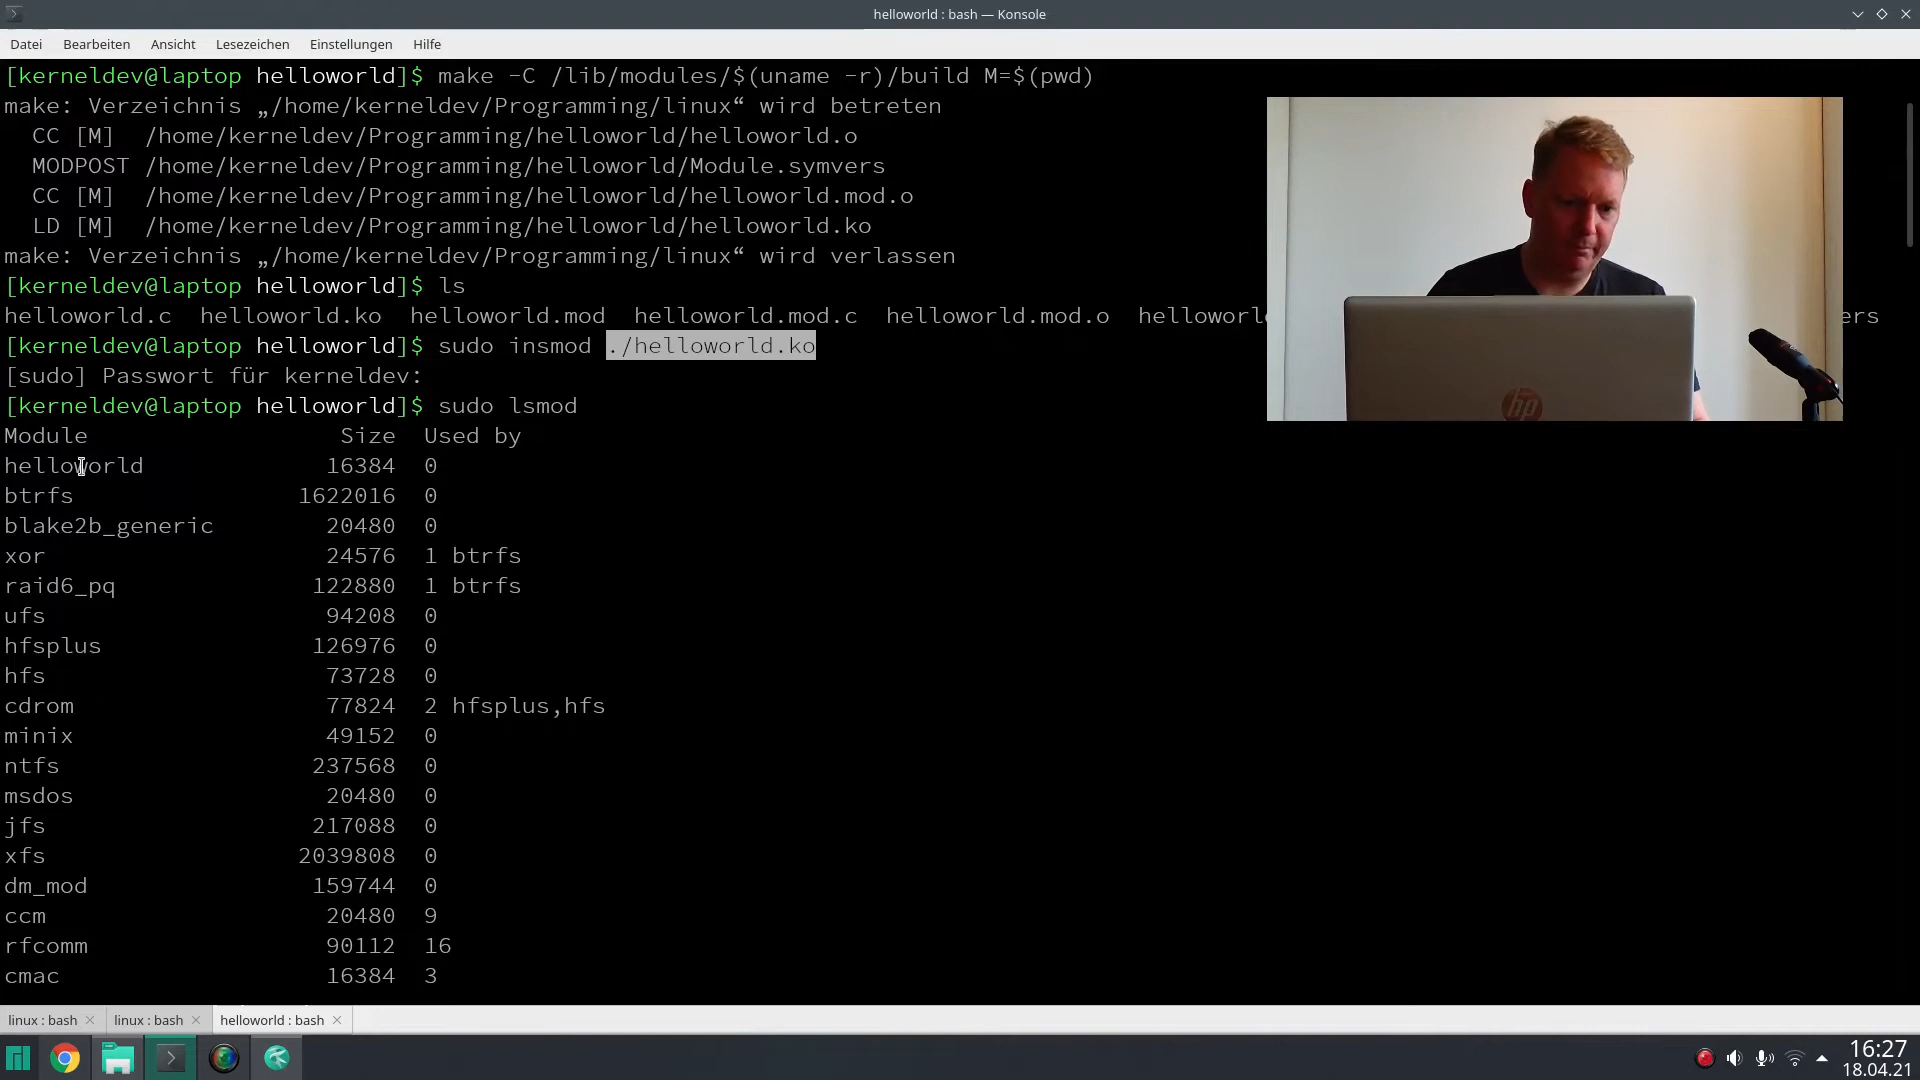 helloworld : bash — Konsole
Datei Bearbeiten Ansicht Lesezeichen Einstellungen Hilfe
[kerneldev@laptop helloworld]$ make -C /lib/modules/$(uname -r)/build M=$(pwd)
make: Verzeichnis „/home/kerneldev/Programming/linux“ wird betreten
CC [M] /home/kerneldev/Programming/helloworld/helloworld.o
MODPOST /home/kerneldev/Programming/helloworld/Module.symvers
CC [M] /home/kerneldev/Programming/helloworld/helloworld.mod.o
LD [M] /home/kerneldev/Programming/helloworld/helloworld.ko
make: Verzeichnis „/home/kerneldev/Programming/linux“ wird verlassen
[kerneldev@laptop helloworld]$ ls
helloworld.c helloworld.ko helloworld.mod helloworld.mod.c helloworld.mod.o helloworl ers
[kerneldev@laptop helloworld]$ sudo insmod ./helloworld.ko
[sudo] Passwort für kerneldev:
[kerneldev@laptop helloworld]$ sudo lsmod
Module Size Used by
helloworld 16384 0
btrfs 1622016 0
blake2b_generic 20480 0
xor 24576 1 btrfs
raid6_pq 122880 1 btrfs
ufs 94208 0
hfsplus 126976 0
hfs 73728 0
cdrom 77824 2 hfsplus,hfs
minix 49152 0
ntfs 237568 0
msdos 20480 0
jfs 217088 0
xfs 2039808 0
dm_mod 159744 0
ccm 20480 9
rfcomm 90112 16
cmac 16384 3
hp
linux : bash linux : bash helloworld : bash
16:27
18.04.21